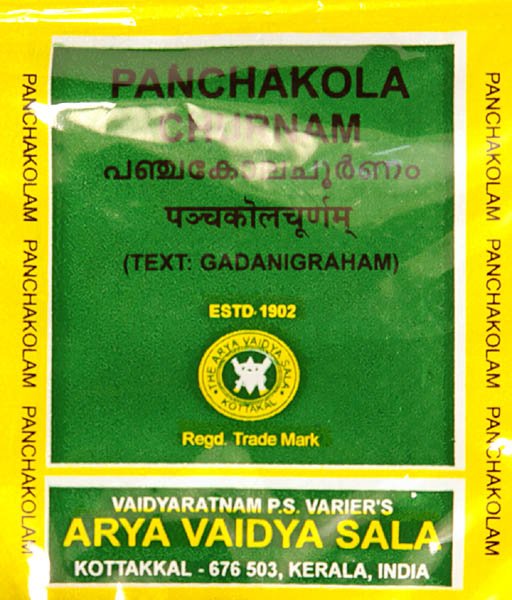 PANCHAKOLA
CHURNAM
പഞ്ചകോലചൂർണം
पञ्चकोलचूर्णम्
(TEXT: GADANIGRAHAM)
ESTD 1902
THE ARYA VAIDYA SALA
KOTTAKAL
Regd. Trade Mark
VAIDYARATNAM P.S. VARIER'S
ARYA VAIDYA SALA
KOTTAKKAL - 676 503, KERALA, INDIA
PANCHAKOLAM PANCHAKOLAM PANCHAKOLAM
PANCHAKOLAM PANCHAKOLAM PANCHAKOLAM